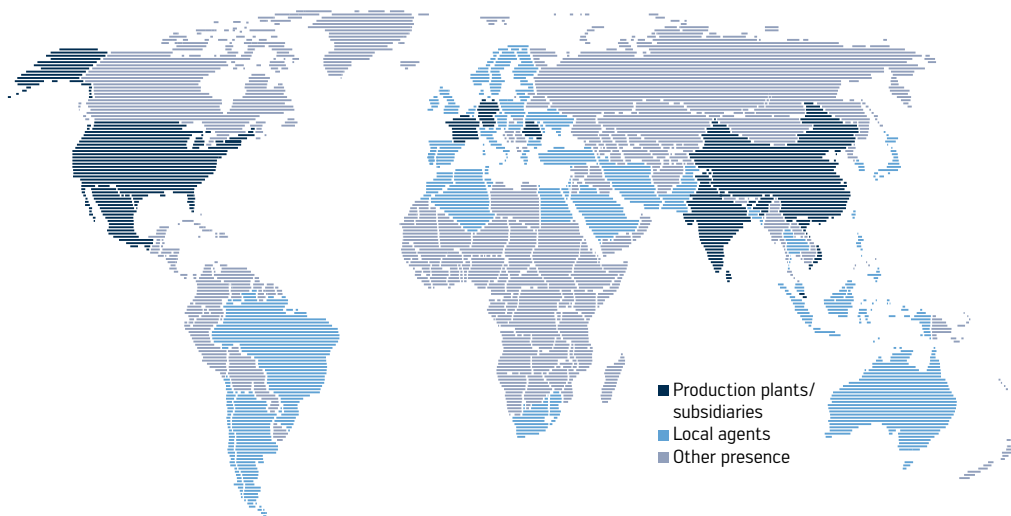 Production plants/
subsidiaries
Local agents
Other presence